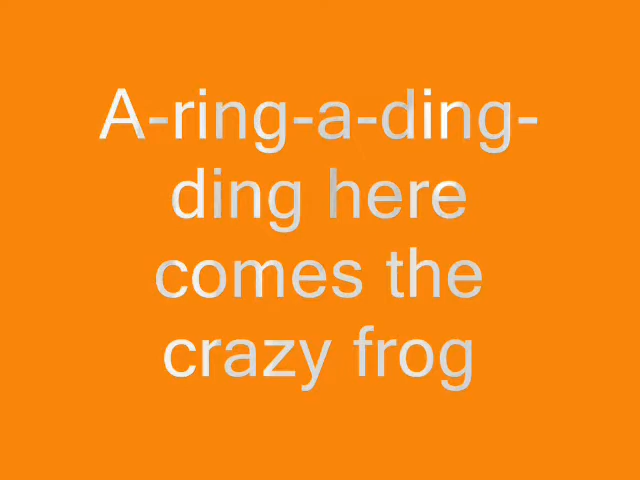 A-ring-a-ding-
ding here
comes the
crazy frog